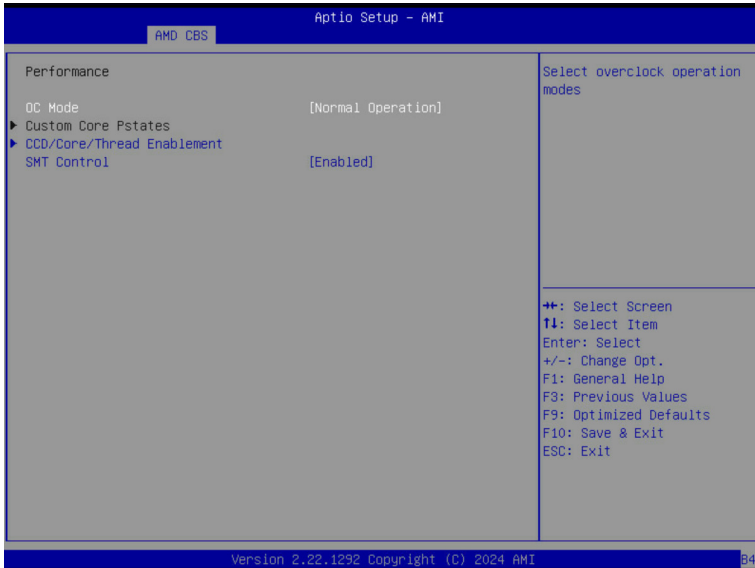 Aptio Setup – AMI
AMD CBS
Performance
OC Mode [Normal Operation]
Custom Core Pstates
CCD/Core/Thread Enablement
SMT Control [Enabled]
Select overclock operation
modes
→←: Select Screen
↑↓: Select Item
Enter: Select
+/-: Change Opt.
F1: General Help
F3: Previous Values
F9: Optimized Defaults
F10: Save & Exit
ESC: Exit
Version 2.22.1292 Copyright (C) 2024 AMI
B4